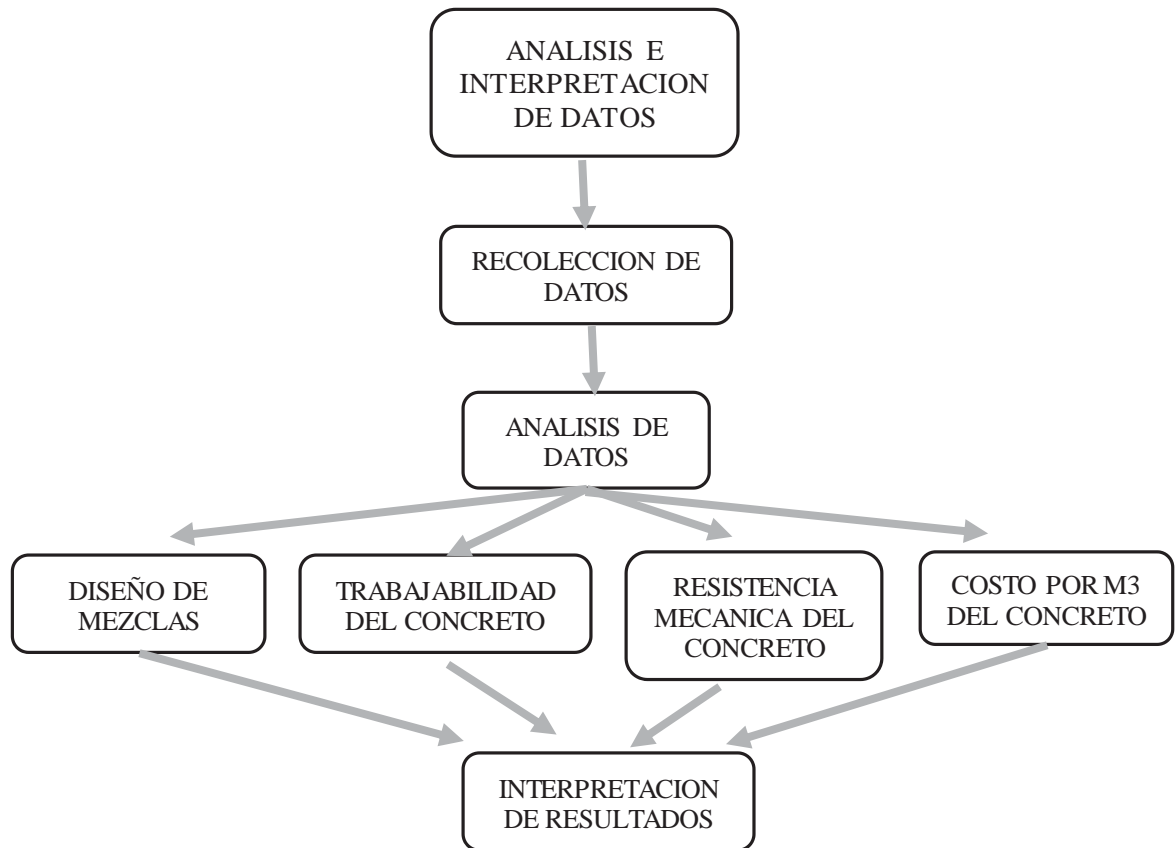 ANALISIS E
INTERPRETACION
DE DATOS
RECOLECCION DE
DATOS
ANALISIS DE
DATOS
DISEÑO DE
MEZCLAS
TRABAJABILIDAD
DEL CONCRETO
RESISTENCIA
MECANICA DEL
CONCRETO
COSTO POR M3
DEL CONCRETO
INTERPRETACION
DE RESULTADOS